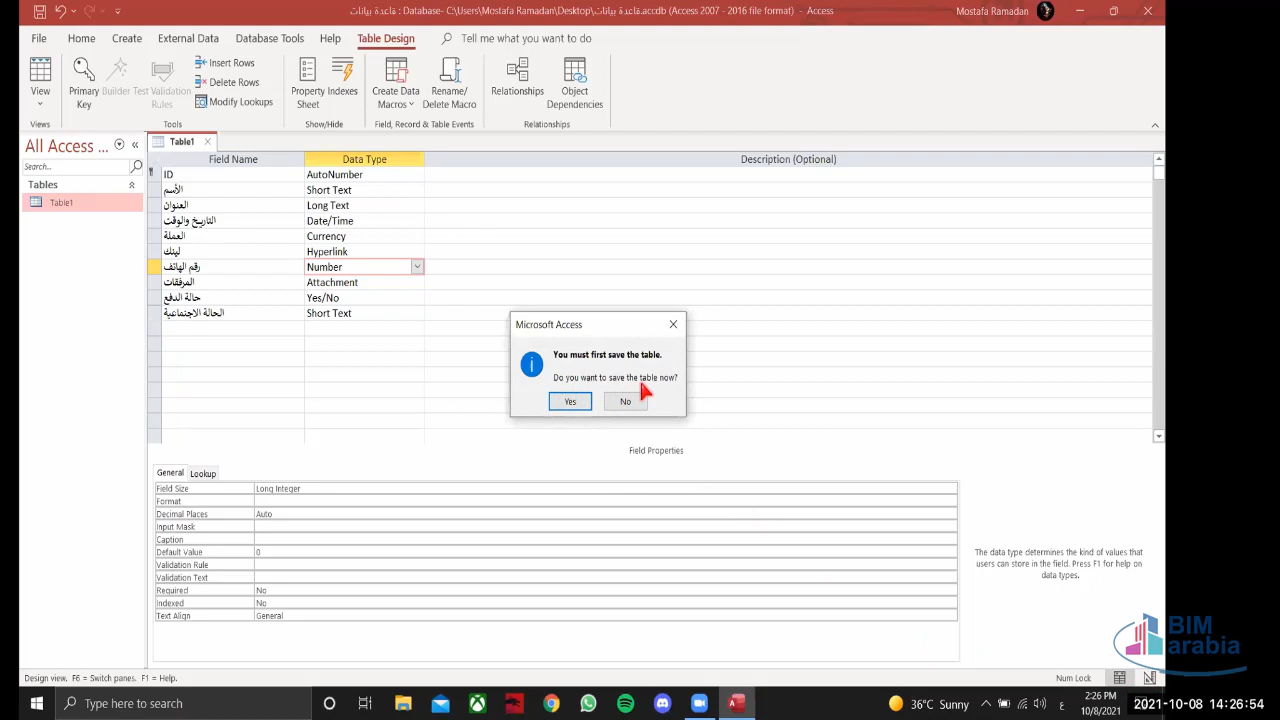 قاعدة بيانات : Database- C:\Users\Mostafa Ramadan\Desktop\قاعدة بيانات.accdb (Access 2007 - 2016 file format) - Access
Mostafa Ramadan
File Home Create External Data Database Tools Help Table Design Tell me what you want to do
View
Primary Key
Builder
Test Validation Rules
Insert Rows
Delete Rows
Modify Lookups
Property Sheet
Indexes
Create Data Macros
Rename/ Delete Macro
Relationships
Object Dependencies
Views Tools Show/Hide Field, Record & Table Events Relationships
All Access ...
Search...
Tables
Table1
Table1
Field Name Data Type Description (Optional)
ID AutoNumber
الأسم Short Text
العنوان Long Text
التاريخ والوقت Date/Time
العملة Currency
لينك Hyperlink
رقم الهاتف Number
المرفقات Attachment
حالة الدفع Yes/No
الحالة الاجتماعية Short Text
Microsoft Access
You must first save the table.
Do you want to save the table now?
Yes No
Field Properties
General Lookup
Field Size Long Integer
Format
Decimal Places Auto
Input Mask
Caption
Default Value 0
Validation Rule
Validation Text
Required No
Indexed No
Text Align General
The data type determines the kind of values that
users can store in the field. Press F1 for help on
data types.
BIM
arabia
Design view. F6 = Switch panes. F1 = Help.
Num Lock
Type here to search
36°C Sunny
ع
2:26 PM
10/8/2021
2021-10-08 14:26:54